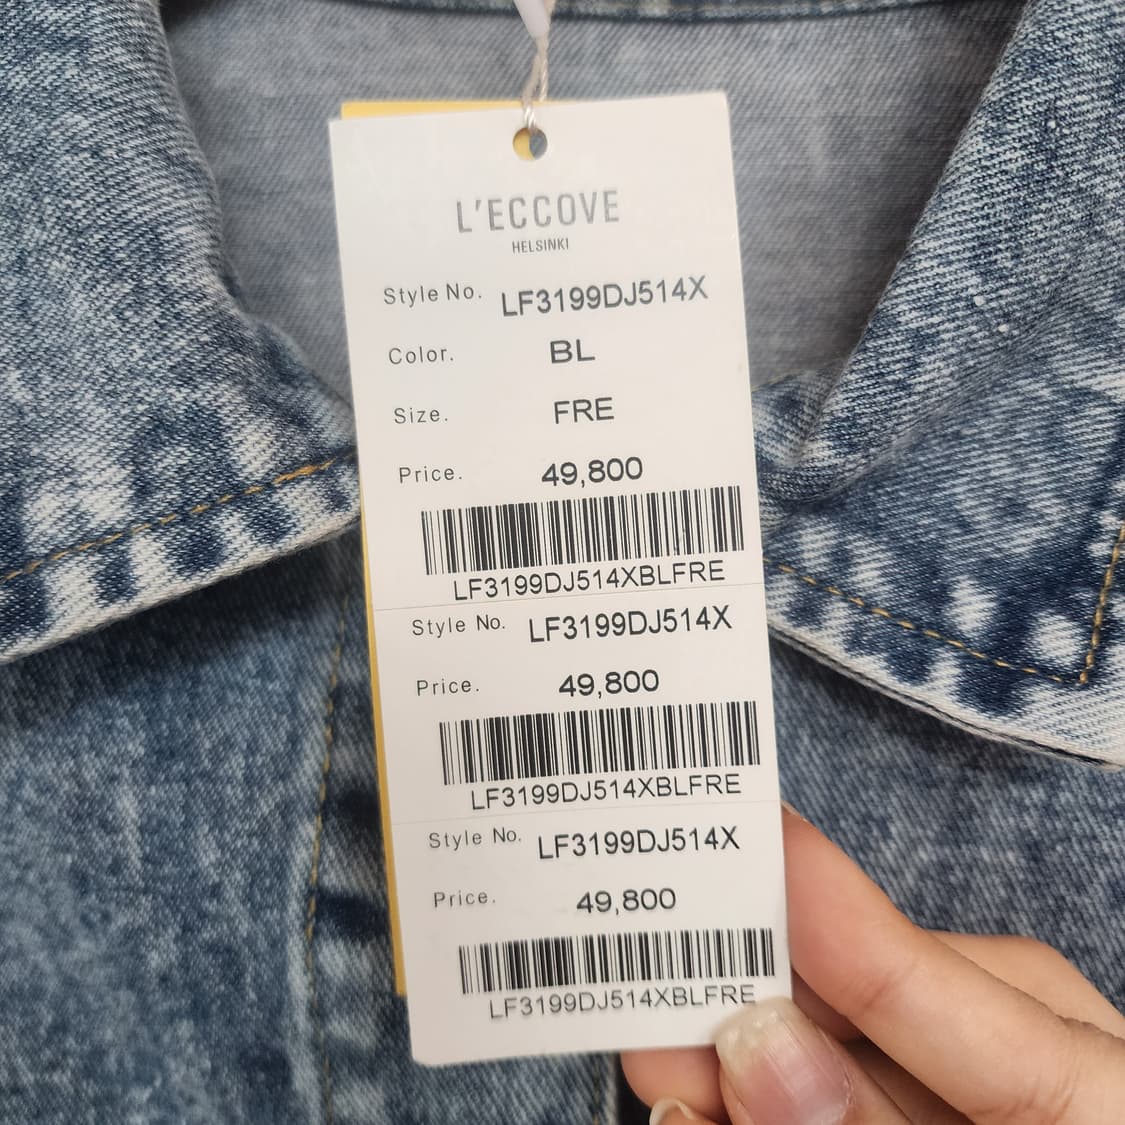 L'ECCOVE
HELSINKI
Style No. LF3199DJ514X
Color. BL
Size. FRE
Price. 49,800
LF3199DJ514XBLFRE
Style No. LF3199DJ514X
Price. 49,800
LF3199DJ514XBLFRE
Style No. LF3199DJ514X
Price. 49,800
LF3199DJ514XBLFRE